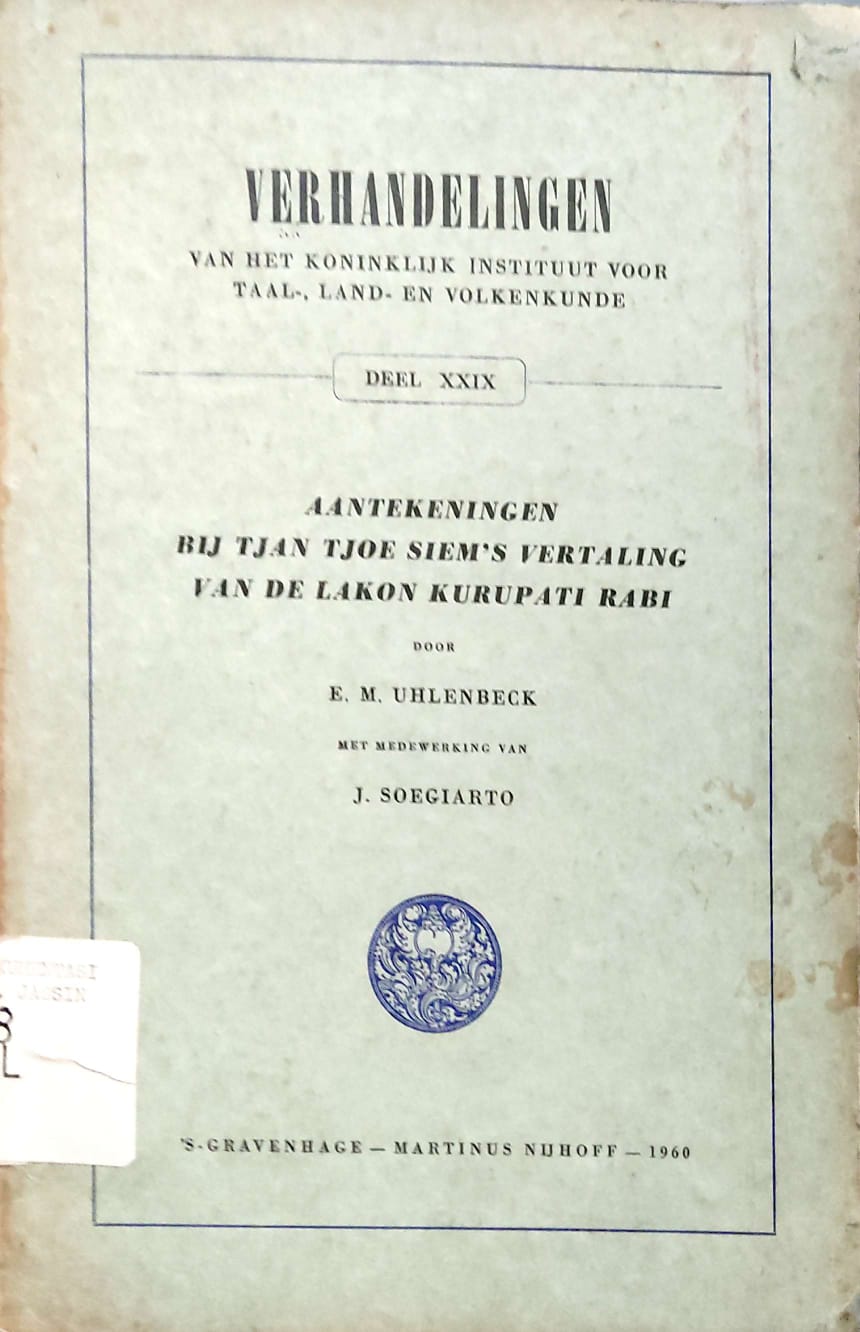 VERHANDELINGEN
VAN HET KONINKLIJK INSTITUUT VOOR
TAAL-, LAND- EN VOLKENKUNDE
DEEL XXIX
AANTEKENINGEN
BIJ TJAN TJOE SIEM'S VERTALING
VAN DE LAKON KURUPATI RABI
DOOR
E. M. UHLENBECK
MET MEDEWERKING VAN
J. SOEGIARTO
JASSIN
'S-GRAVENHAGE — MARTINUS NIJHOFF — 1960